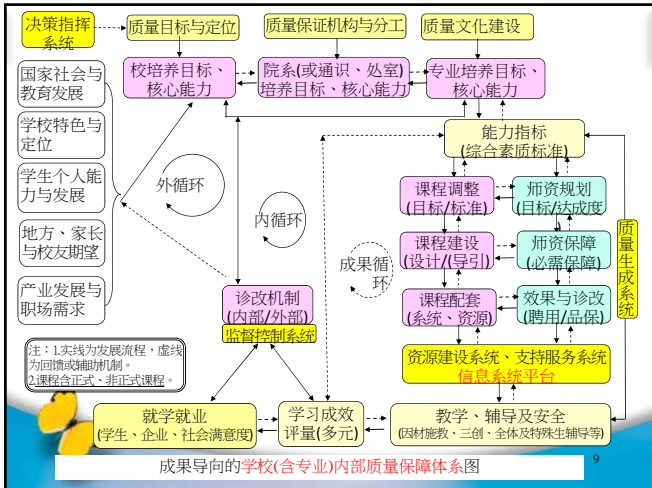 决策指挥
系统
质量目标与定位
质量保证机构与分工
质量文化建设
国家社会与
教育发展
学校特色与
定位
学生个人能
力与发展
地方、家长
与校友期望
产业发展与
职场需求
校培养目标、
核心能力
院系(或通识、处室)
培养目标、核心能力
专业培养目标、
核心能力
能力指标
(综合素质标准)
外循环
内循环
成果循
环
课程调整
(目标/标准)
师资规划
(目标/达成度
课程建设
(设计/(导引)
师资保障
(必需保障)
课程配套
(系统、资源)
效果与诊改
(聘用/品保)
质量生成系统
诊改机制
(内部/外部)
监督控制系统
资源建设系统、支持服务系统
信息系统平台
注：1.实线为发展流程，虚线
为回馈或辅助机制。
2.课程含正式、非正式课程。
就学就业
(学生、企业、社会满意度)
学习成效
评量(多元)
教学、辅导及安全
(因材施教、三创、全体及特殊生辅导等)
成果导向的学校(含专业)内部质量保障体系图
9